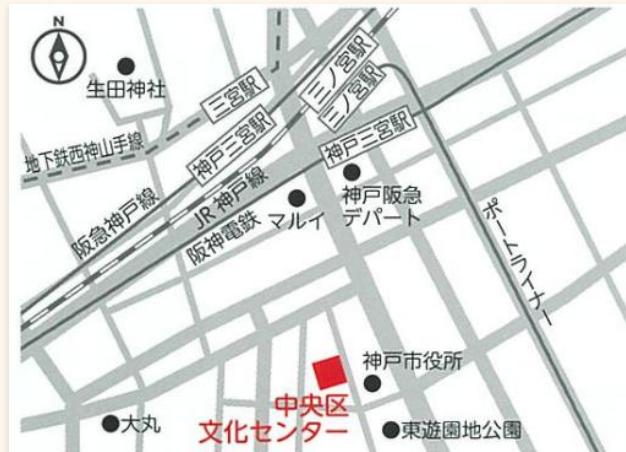 N
生田神社
三宮駅
三ノ宮駅
三ノ宮駅
地下鉄西神山手線
神戸三宮駅
神戸三宮駅
阪急神戸線
JR神戸線
阪神電鉄
マルイ
神戸阪急
デパート
ポートライナー
神戸市役所
中央区
文化センター
大丸
東遊園地公園